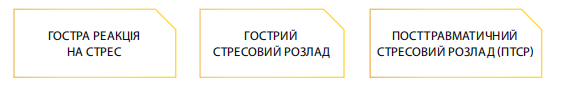 ГОСТРА РЕАКЦІЯ
НА СТРЕС
ГОСТРИЙ
СТРЕСОВИЙ РОЗЛАД
ПОСТТРАВМАТИЧНИЙ
СТРЕСОВИЙ РОЗЛАД (ПТСР)